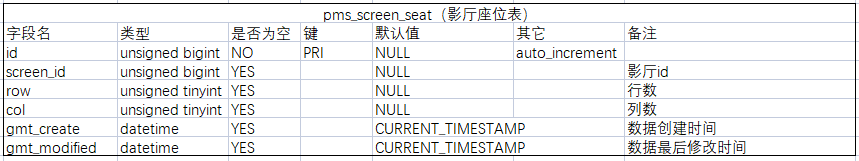 pms_screen_seat（影厅座位表）
字段名 类型 是否为空 键 默认值 其它 备注
id unsigned bigint NO PRI NULL auto_increment
screen_id unsigned bigint YES NULL 影厅id
row unsigned tinyint YES NULL 行数
col unsigned tinyint YES NULL 列数
gmt_create datetime YES CURRENT_TIMESTAMP 数据创建时间
gmt_modified datetime YES CURRENT_TIMESTAMP 数据最后修改时间